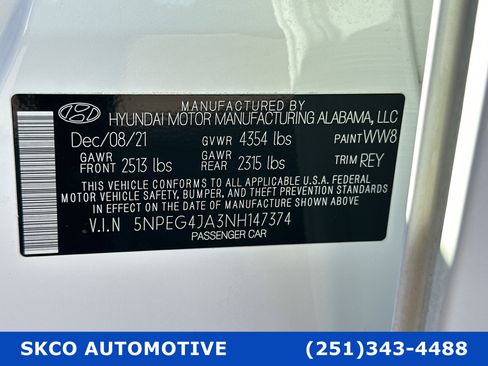 MANUFACTURED BY
HYUNDAI MOTOR MANUFACTURING ALABAMA, LLC
Dec/08/21 GVWR 4354 lbs PAINT WW8
GAWR FRONT 2513 lbs GAWR REAR 2315 lbs TRIM REY
THIS VEHICLE CONFORMS TO ALL APPLICABLE U.S.A. FEDERAL
MOTOR VEHICLE SAFETY, BUMPER, AND THEFT PREVENTION STANDARDS
IN EFFECT ON THE DATE OF MANUFACTURE SHOWN ABOVE
V.I.N 5NPEG4JA3NH147374
PASSENGER CAR
SKCO AUTOMOTIVE (251)343-4488